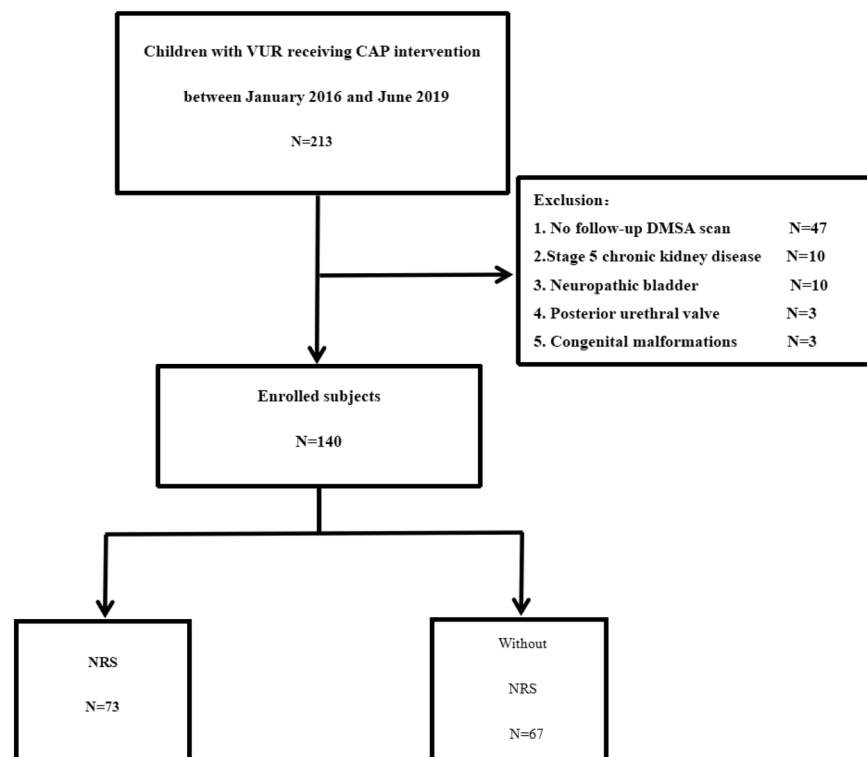 Children with VUR receiving CAP intervention
between January 2016 and June 2019
N=213
Exclusion：
1. No follow-up DMSA scan N=47
2.Stage 5 chronic kidney disease N=10
3. Neuropathic bladder N=10
4. Posterior urethral valve N=3
5. Congenital malformations N=3
Enrolled subjects
N=140
NRS
N=73
Without
NRS
N=67